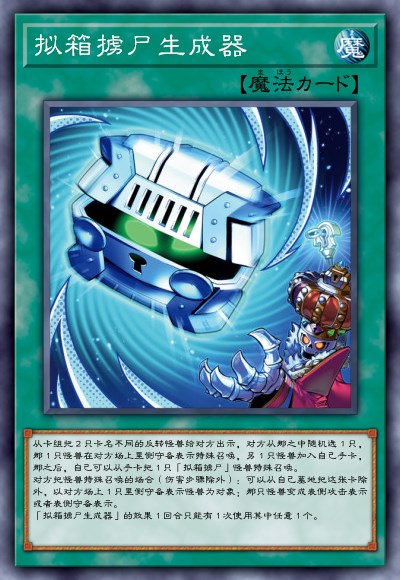 拟箱掳尸生成器
魔
【魔法カード】
从卡组把2只卡名不同的反转怪兽给对方出示，对方从那之中随机选1只，
那1只怪兽在对方场上里侧守备表示特殊召唤，另1只怪兽加入自己手卡，
那之后，自己可以从手卡把1只「拟箱掳尸」怪兽特殊召唤。
对方把怪兽特殊召唤的场合（伤害步骤除外）：可以从自己墓地把这张卡除
外，以对方场上1只里侧守备表示怪兽为对象；那只怪兽变成表侧攻击表示
或者表侧守备表示。
「拟箱掳尸生成器」的效果1回合只能有1次使用其中任意1个。